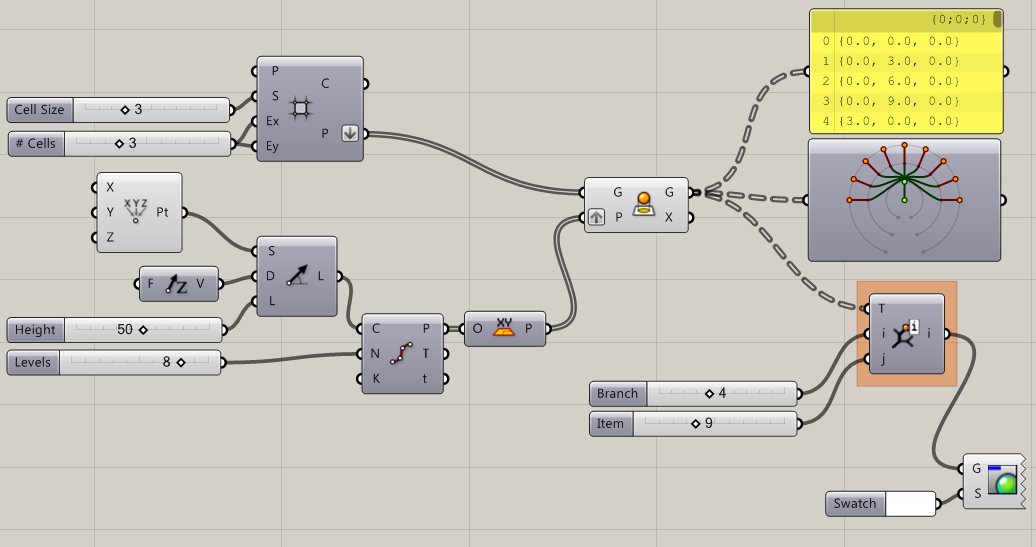 {0;0;0}
0 {0.0, 0.0, 0.0}
1 {0.0, 3.0, 0.0}
2 {0.0, 6.0, 0.0}
3 {0.0, 9.0, 0.0}
4 {3.0, 0.0, 0.0}
P
S
Ex
Ey
C
P
Cell Size 3
# Cells 3
X
Y
Z
XYZ
Pt
F Z V
S
D
L
L
Height 50
Levels 8
C
N
K
P
T
t
O XY P
G
P
G
X
T
i
j
i
i
Branch 4
Item 9
G
S
Swatch